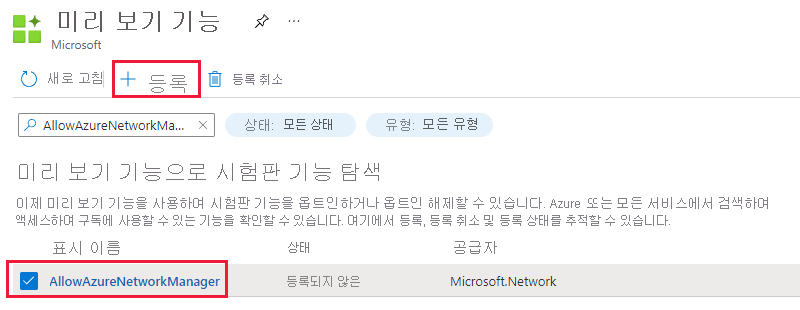 미리 보기 기능
Microsoft
새로 고침 등록 등록 취소
AllowAzureNetworkMa... 상태: 모든 상태 유형: 모든 유형
미리 보기 기능으로 시험판 기능 탐색
이제 미리 보기 기능을 사용하여 시험판 기능을 옵트인하거나 옵트인 해제할 수 있습니다. Azure 또는 모든 서비스에서 검색하여
액세스하여 구독에 사용할 수 있는 기능을 확인할 수 있습니다. 여기에서 등록, 등록 취소 및 등록 상태를 추적할 수 있습니다.
표시 이름 상태 공급자
AllowAzureNetworkManager 등록되지 않은 Microsoft.Network